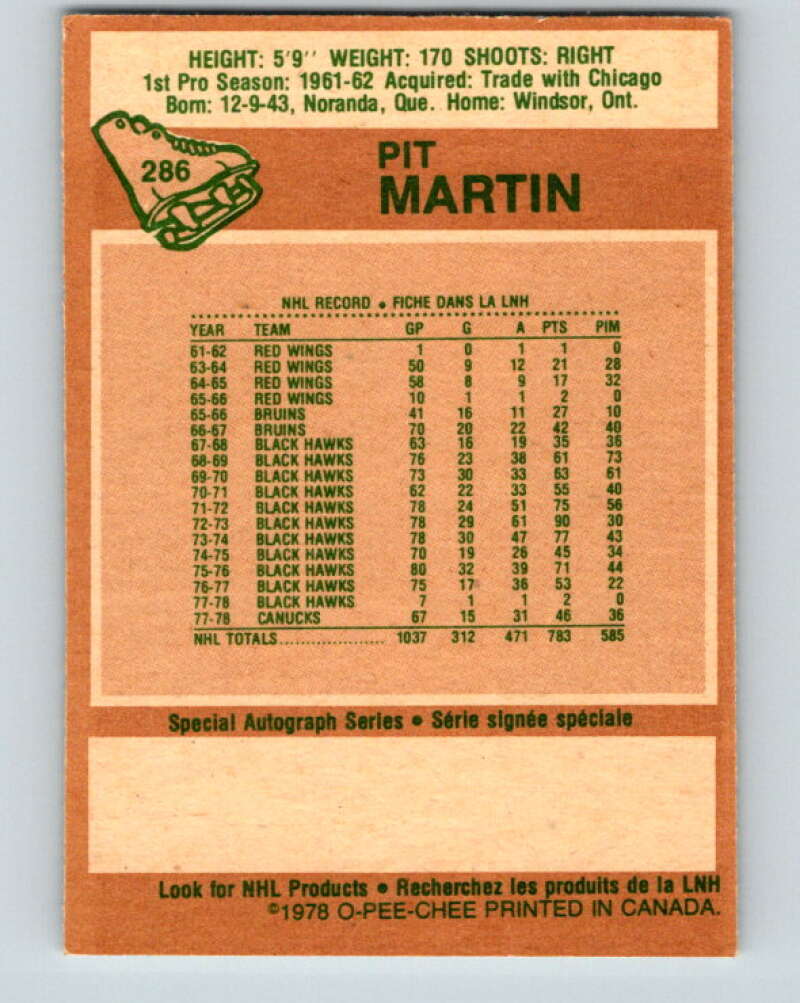 HEIGHT: 5'9'' WEIGHT: 170 SHOOTS: RIGHT
1st Pro Season: 1961-62 Acquired: Trade with Chicago
Born: 12-9-43, Noranda, Que. Home: Windsor, Ont.
286
PIT
MARTIN
NHL RECORD • FICHE DANS LA LNH
YEAR TEAM GP G A PTS PIM
61-62 RED WINGS 1 0 1 1 0
63-64 RED WINGS 50 9 12 21 28
64-65 RED WINGS 58 8 9 17 32
65-66 RED WINGS 10 1 1 2 0
65-66 BRUINS 41 16 11 27 10
66-67 BRUINS 70 20 22 42 40
67-68 BLACK HAWKS 63 16 19 35 36
68-69 BLACK HAWKS 76 23 38 61 73
69-70 BLACK HAWKS 73 30 33 63 61
70-71 BLACK HAWKS 62 22 33 55 40
71-72 BLACK HAWKS 78 24 51 75 56
72-73 BLACK HAWKS 78 29 61 90 30
73-74 BLACK HAWKS 78 30 47 77 43
74-75 BLACK HAWKS 70 19 26 45 34
75-76 BLACK HAWKS 80 32 39 71 44
76-77 BLACK HAWKS 75 17 36 53 22
77-78 BLACK HAWKS 7 1 1 2 0
77-78 CANUCKS 67 15 31 46 36
NHL TOTALS.................... 1037 312 471 783 585
Special Autograph Series • Série signée spéciale
Look for NHL Products • Recherchez les produits de la LNH
©1978 O-PEE-CHEE PRINTED IN CANADA.